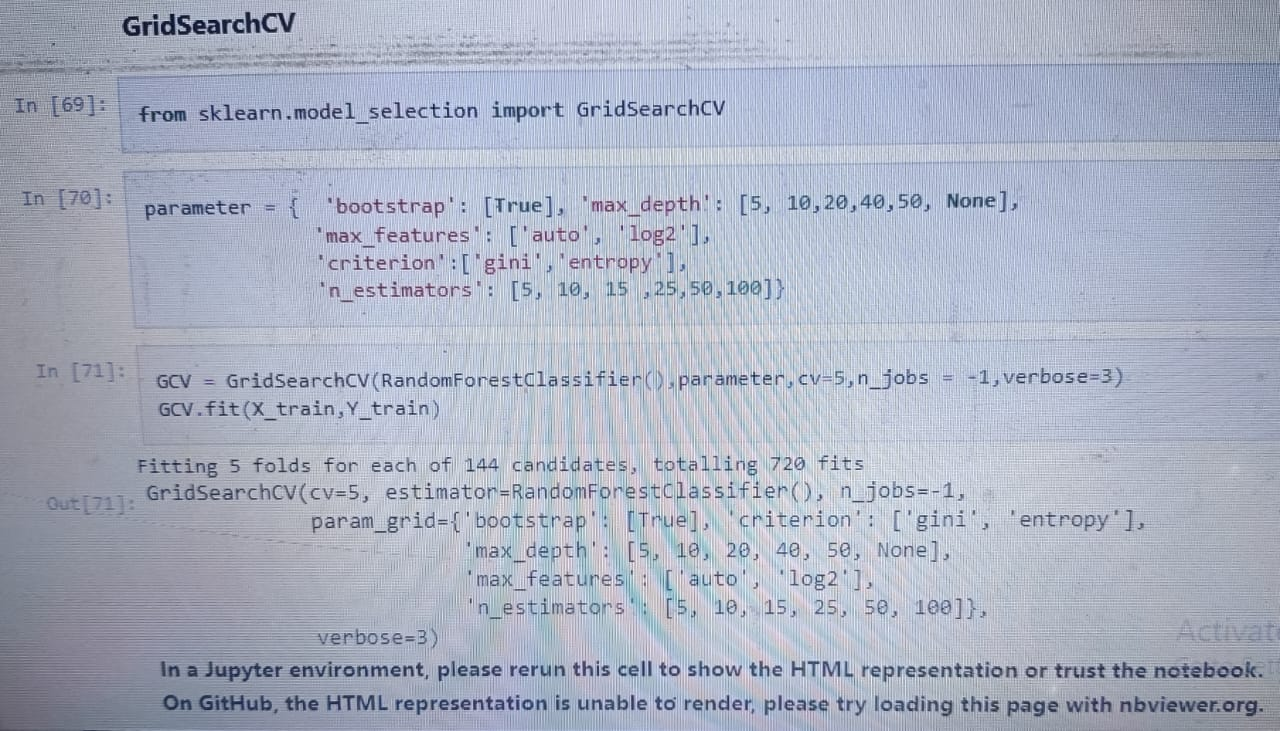 GridSearchCV
In [69]: from sklearn.model_selection import GridSearchCV
In [70]: parameter = { 'bootstrap': [True], 'max_depth': [5, 10,20,40,50, None],
'max_features': ['auto', 'log2'],
'criterion':['gini','entropy'],
'n_estimators': [5, 10, 15 ,25,50,100]}
In [71]: GCV = GridSearchCV(RandomForestClassifier(),parameter,cv=5,n_jobs = -1,verbose=3)
GCV.fit(X_train,Y_train)
Fitting 5 folds for each of 144 candidates, totalling 720 fits
Out[71]: GridSearchCV(cv=5, estimator=RandomForestClassifier(), n_jobs=-1,
param_grid={'bootstrap': [True], 'criterion': ['gini', 'entropy'],
'max_depth': [5, 10, 20, 40, 50, None],
'max_features': ['auto', 'log2'],
'n_estimators': [5, 10, 15, 25, 50, 100]},
verbose=3)
Activat
In a Jupyter environment, please rerun this cell to show the HTML representation or trust the notebook.
On GitHub, the HTML representation is unable to render, please try loading this page with nbviewer.org.